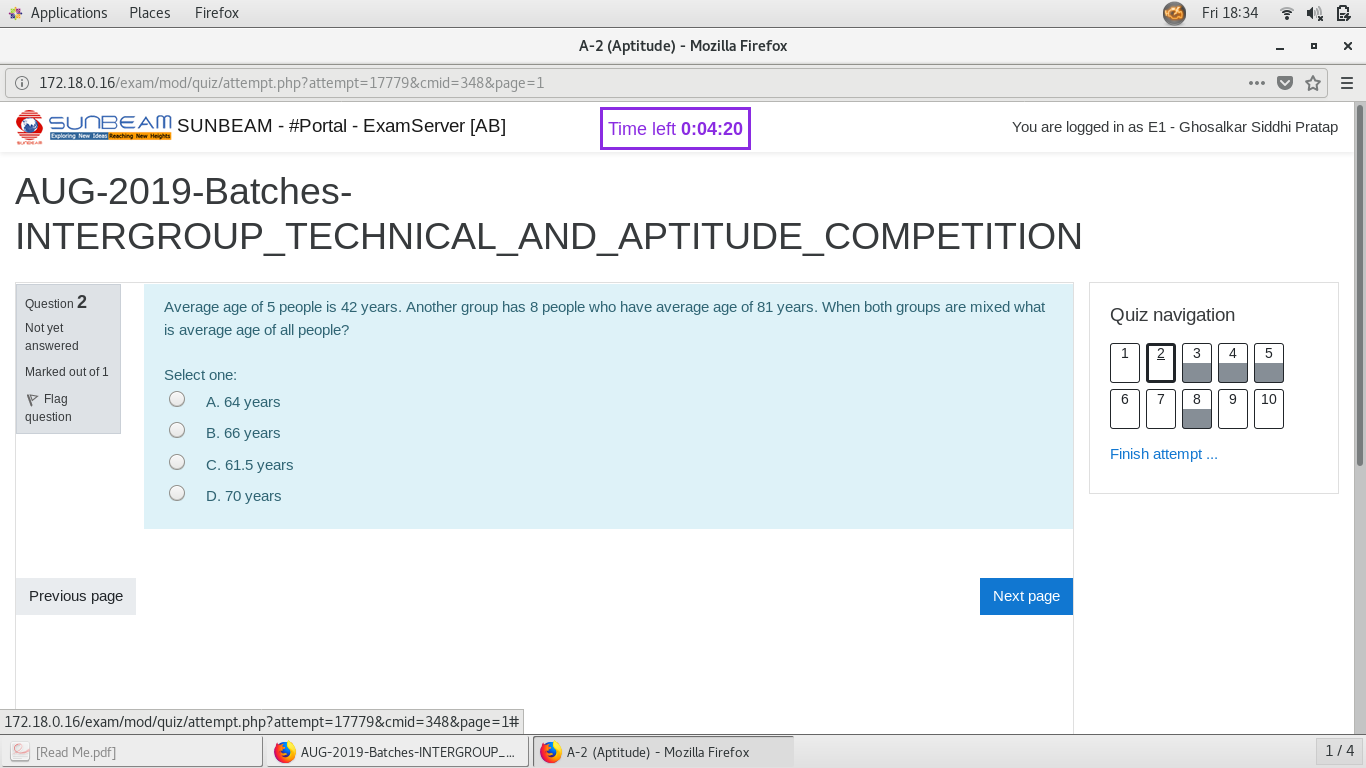 Applications Places Firefox Fri 18:34
A-2 (Aptitude) - Mozilla Firefox
172.18.0.16/exam/mod/quiz/attempt.php?attempt=17779&cmid=348&page=1
SUNBEAM
Exploring New Ideas Reaching New Heights
SUNBEAM
SUNBEAM - #Portal - ExamServer [AB]
Time left 0:04:20
You are logged in as E1 - Ghosalkar Siddhi Pratap
AUG-2019-Batches-
INTERGROUP_TECHNICAL_AND_APTITUDE_COMPETITION
Question 2
Not yet
answered
Marked out of 1
Flag
question
Average age of 5 people is 42 years. Another group has 8 people who have average age of 81 years. When both groups are mixed what
is average age of all people?
Select one:
A. 64 years
B. 66 years
C. 61.5 years
D. 70 years
Quiz navigation
1 2 3 4 5
6 7 8 9 10
Finish attempt ...
Previous page
Next page
172.18.0.16/exam/mod/quiz/attempt.php?attempt=17779&cmid=348&page=1#
[Read Me.pdf]
AUG-2019-Batches-INTERGROUP_...
A-2 (Aptitude) - Mozilla Firefox
1 / 4